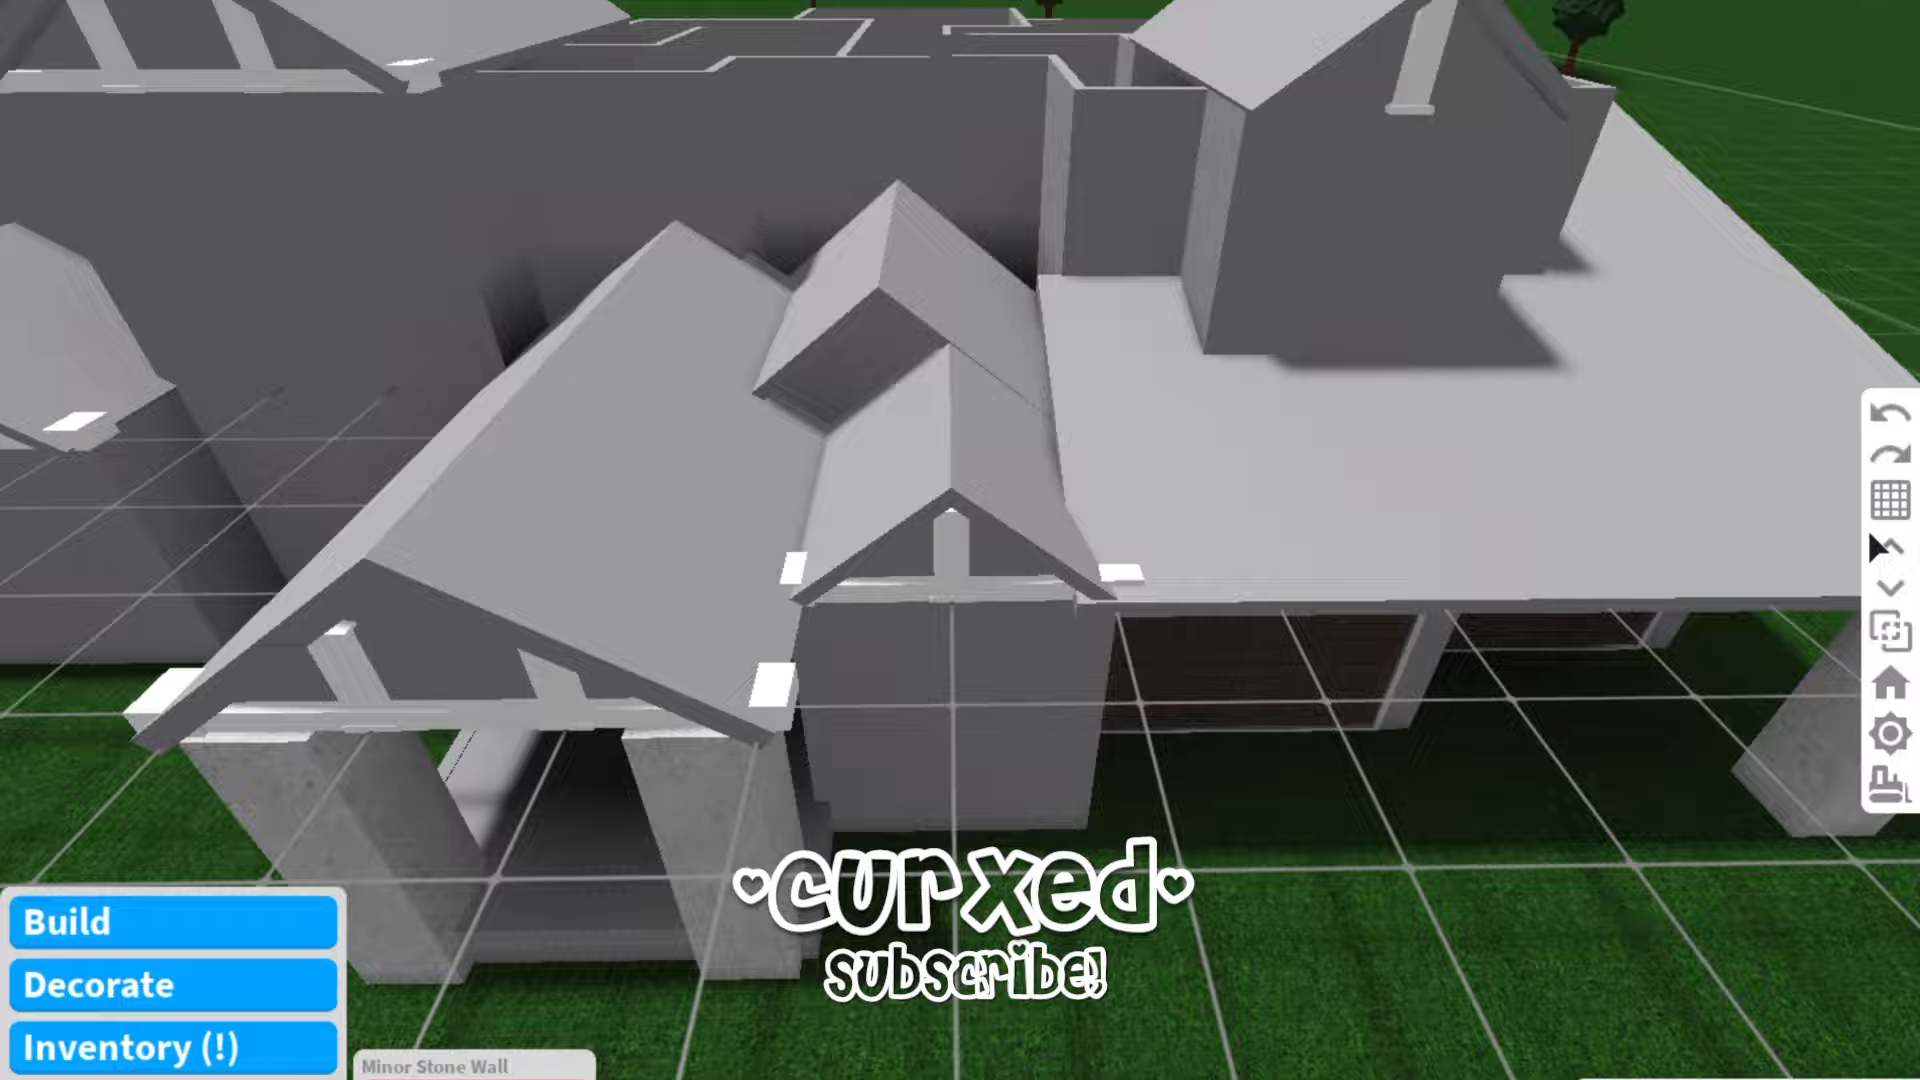 •curxed•
subscribe!
Build
Decorate
Inventory (!)
Minor Stone Wall